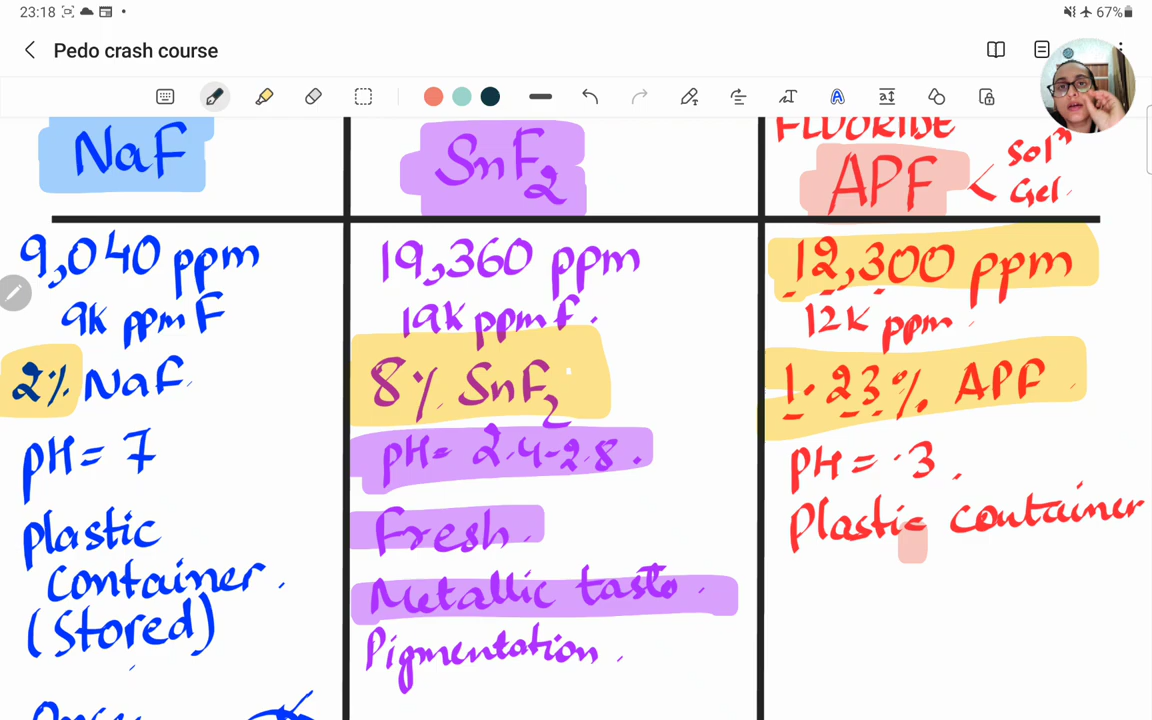 23:18
67%
Pedo crash course
NaF
SnF2
FLUORIDE
APF < Solⁿ
Gel.
9,040 ppm
9K ppm F
2% NaF.
pH = 7
plastic
container.
(Stored)
19,360 ppm
19K ppm F.
8% SnF2
pH = 2.4-2.8.
Fresh.
Metallic taste.
Pigmentation.
12,300 ppm
12K ppm.
1.23% APF.
pH = 3.
Plastic container